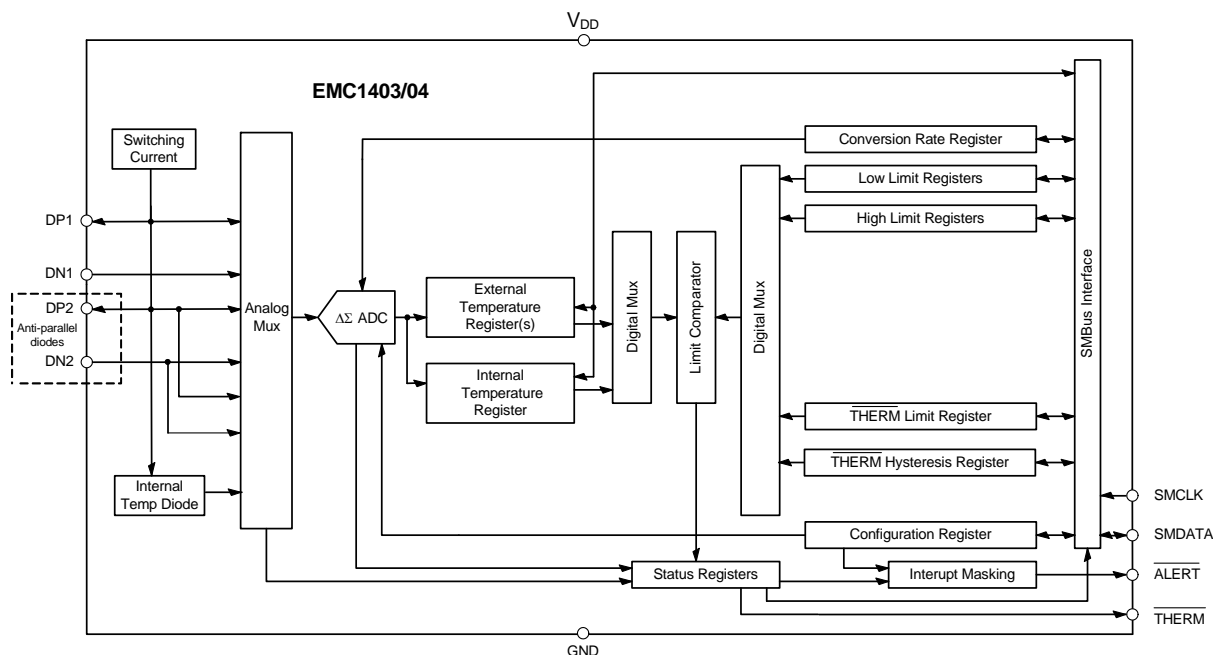 VDD
EMC1403/04
Switching
Current
DP1
DN1
DP2
Anti-parallel
diodes
DN2
Internal
Temp Diode
Analog
Mux
ΔΣ ADC
External
Temperature
Register(s)
Internal
Temperature
Register
Digital Mux
Limit Comparator
Digital Mux
Conversion Rate Register
Low Limit Registers
High Limit Registers
THERM Limit Register
THERM Hysteresis Register
Configuration Register
Status Registers
Interupt Masking
SMBus Interface
SMCLK
SMDATA
ALERT
THERM
GND